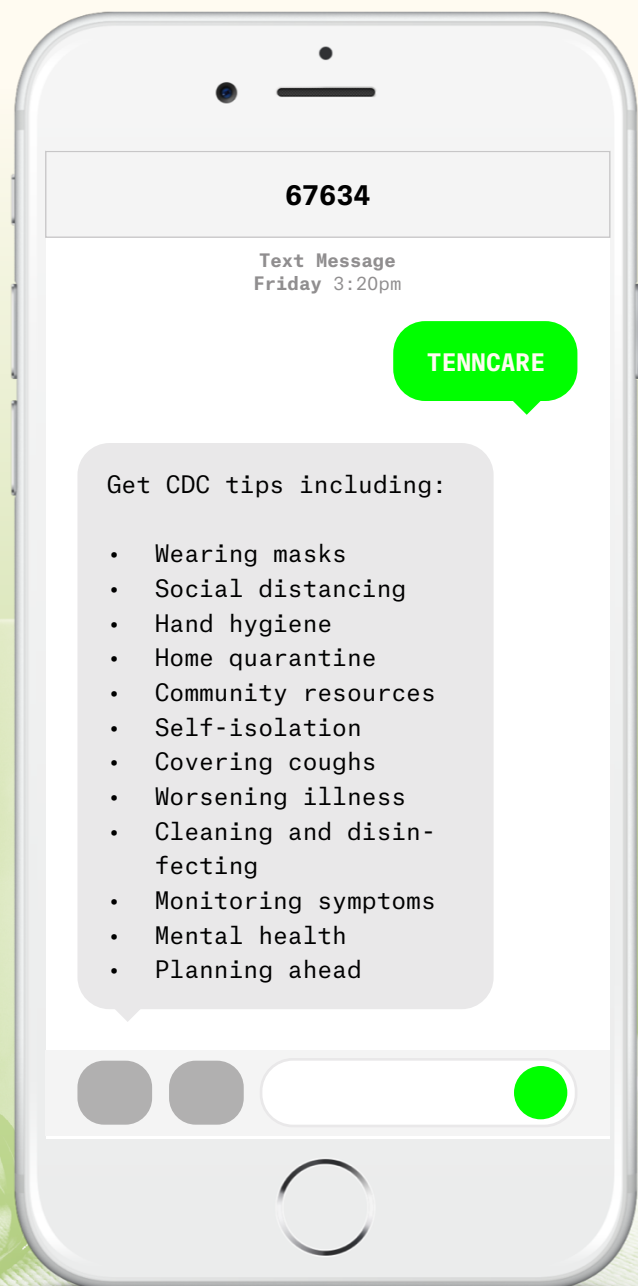 67634
Text Message
Friday 3:20pm
TENNCARE
Get CDC tips including:
• Wearing masks
• Social distancing
• Hand hygiene
• Home quarantine
• Community resources
• Self-isolation
• Covering coughs
• Worsening illness
• Cleaning and disin-
fecting
• Monitoring symptoms
• Mental health
• Planning ahead